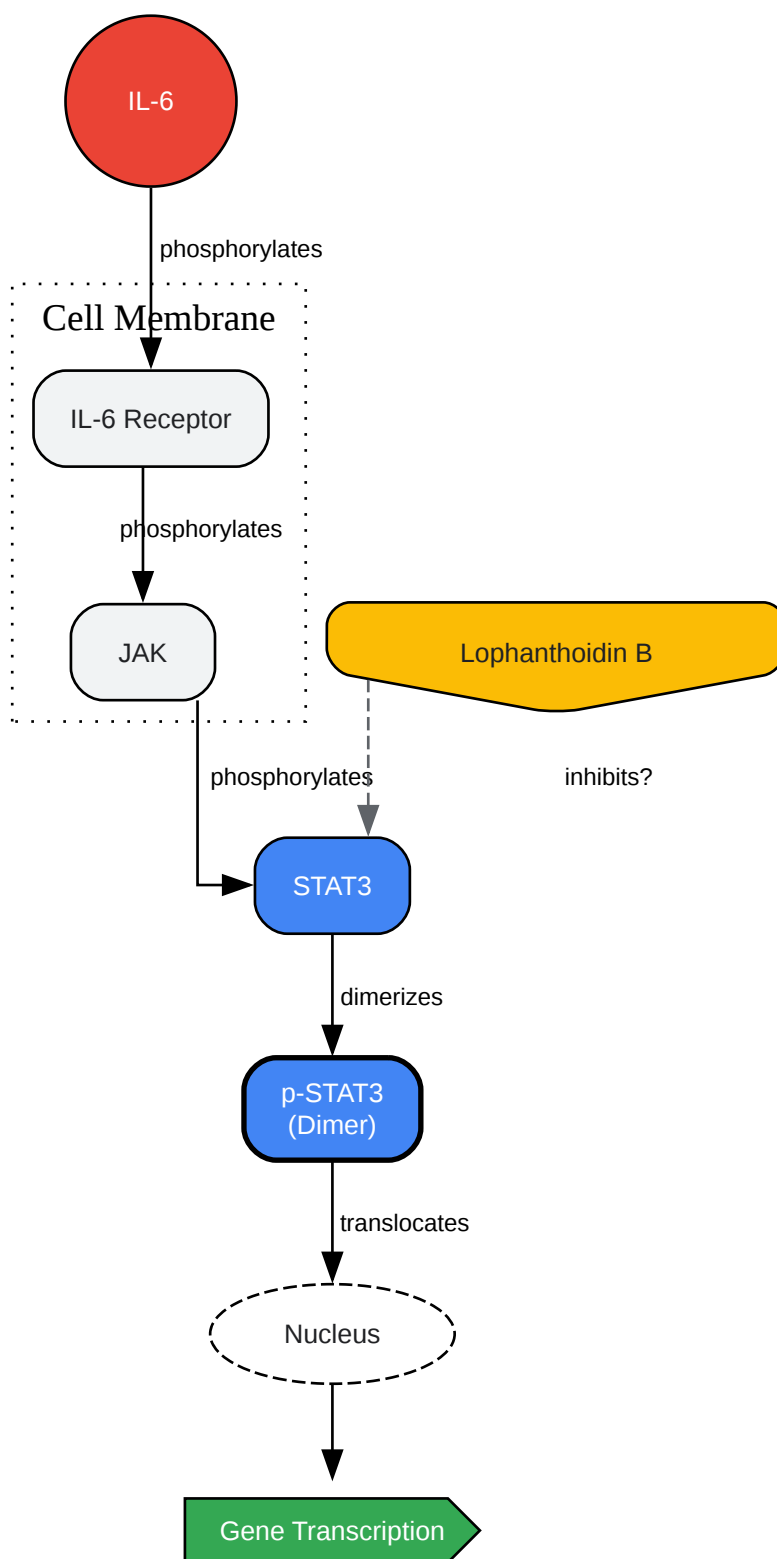 IL-6
phosphorylates
Cell Membrane
IL-6 Receptor
phosphorylates
JAK
Lophanthoidin B
phosphorylates
inhibits?
STAT3
dimerizes
p-STAT3
(Dimer)
translocates
Nucleus
Gene Transcription